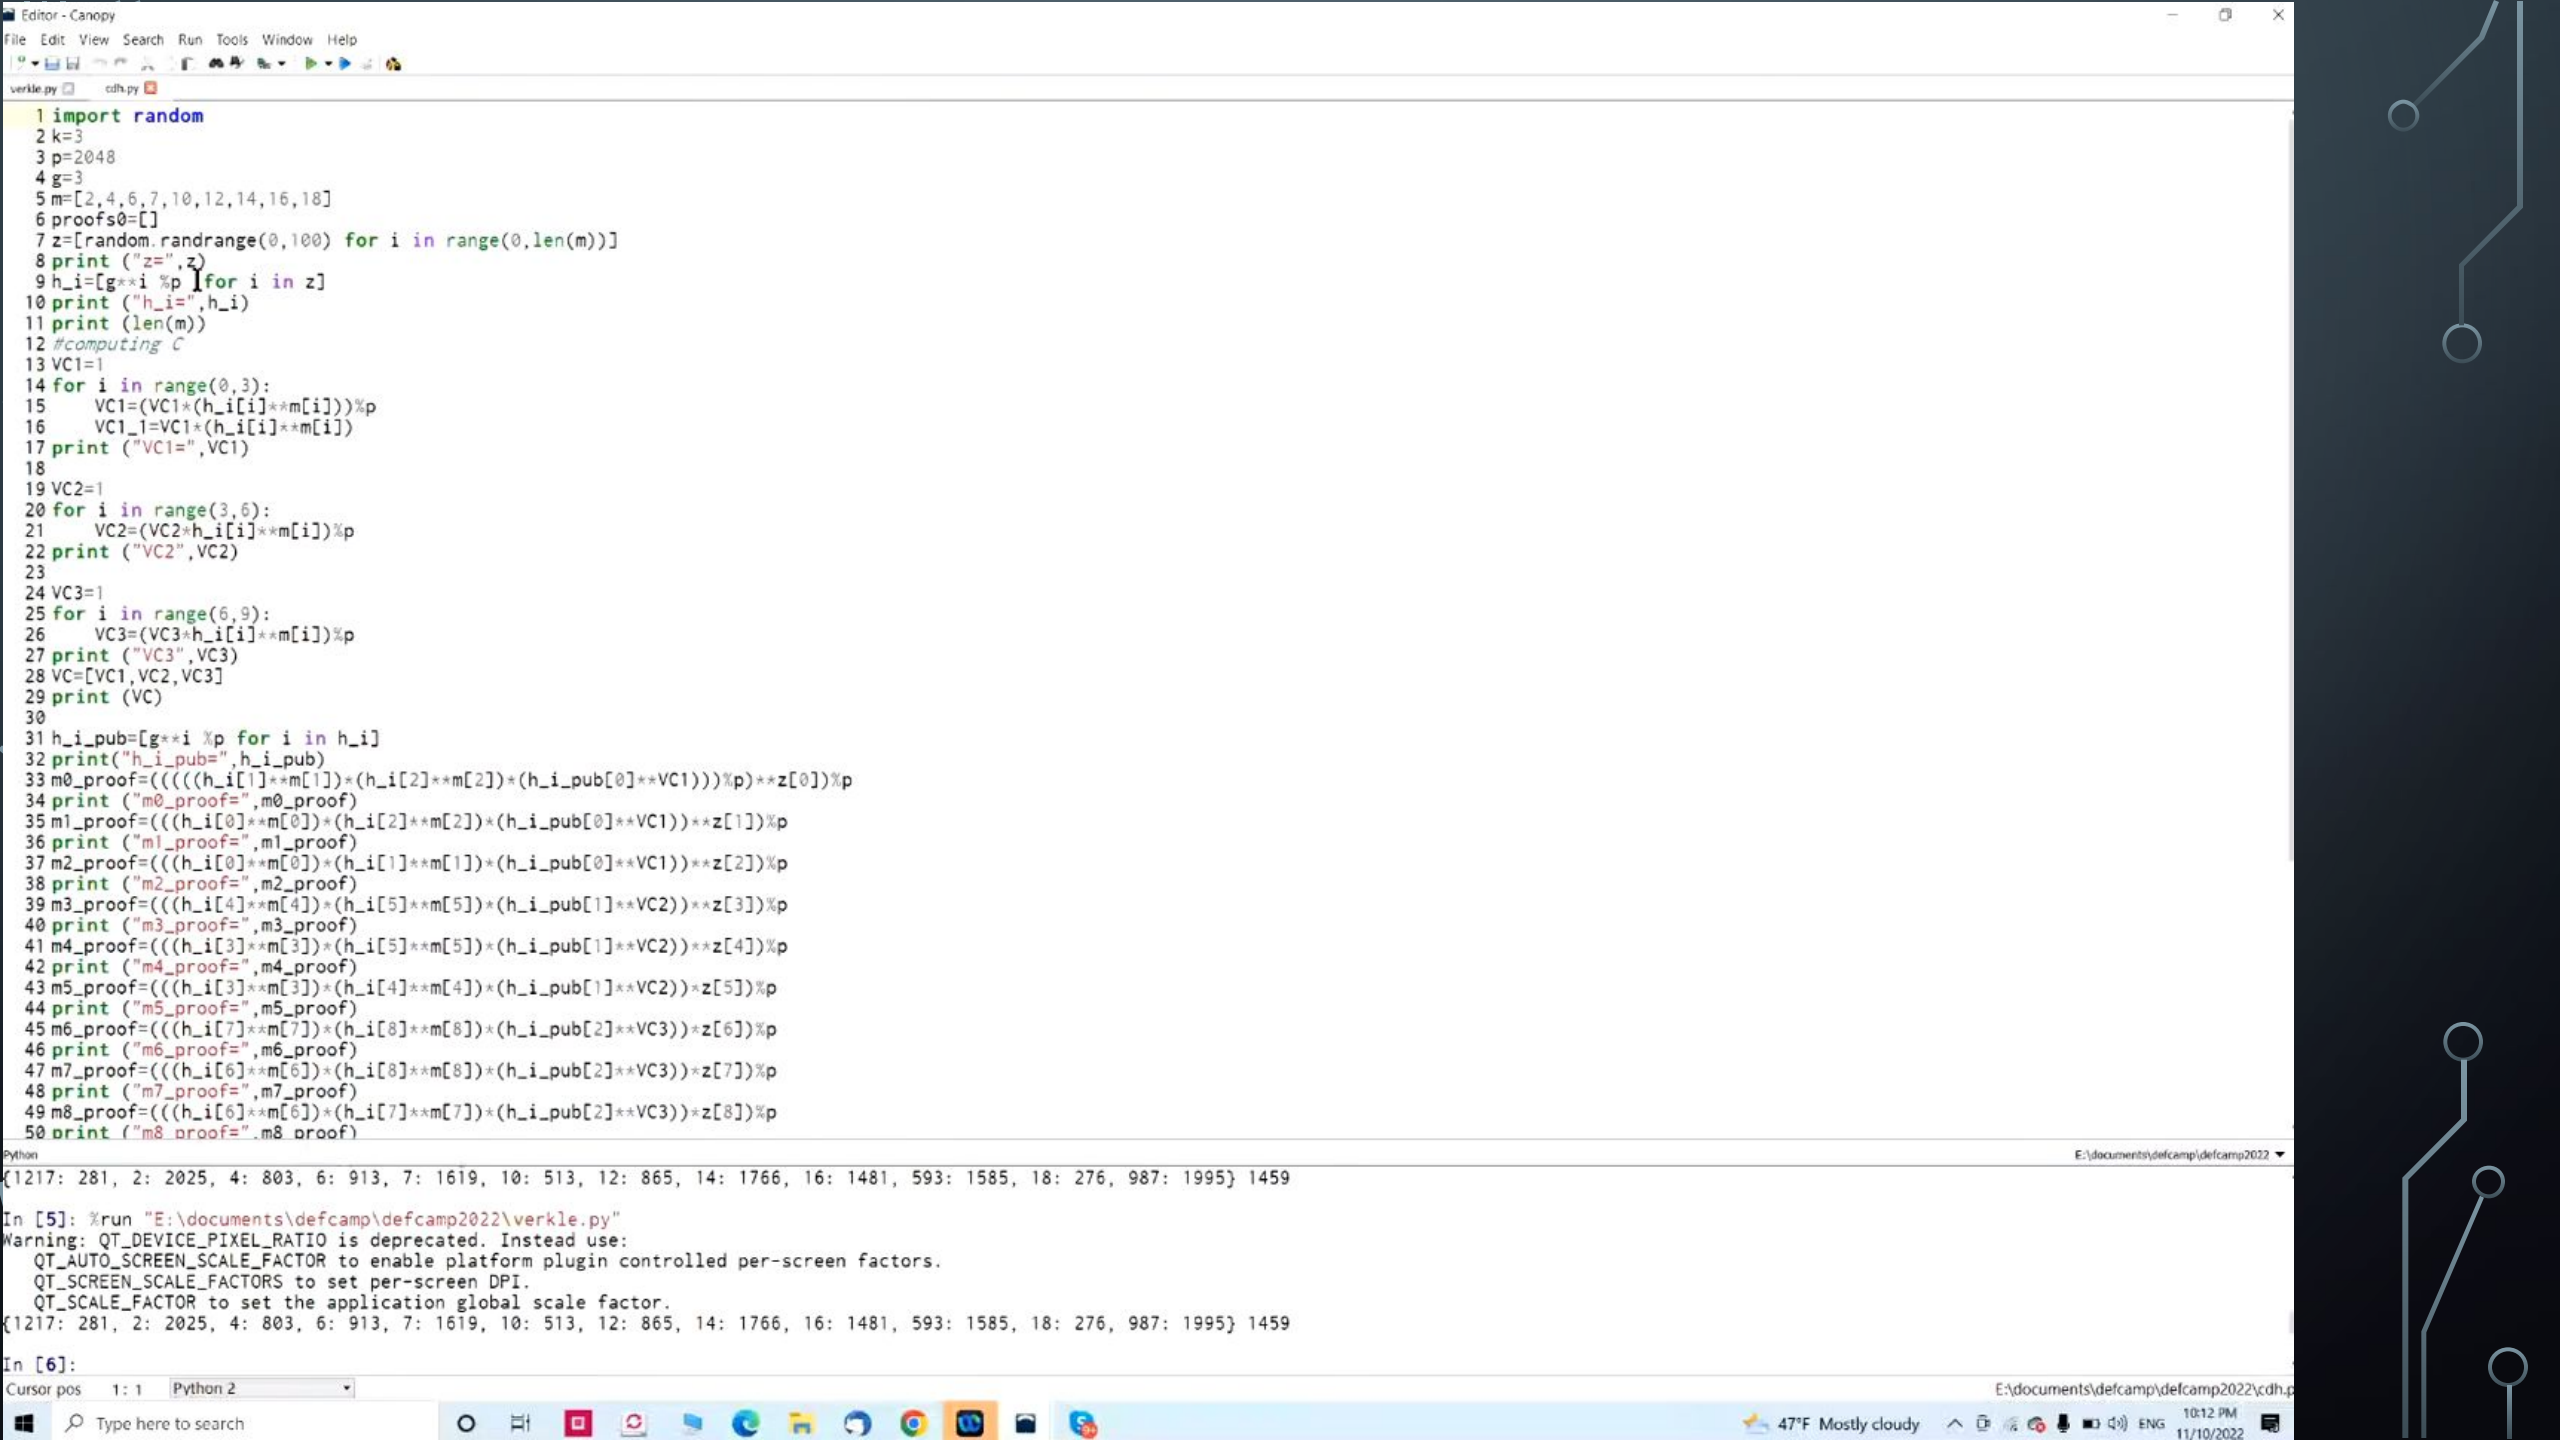 Editor - Canopy
File Edit View Search Run Tools Window Help
verkle.py cdh.py
1 import random
2 k=3
3 p=2048
4 g=3
5 m=[2,4,6,7,10,12,14,16,18]
6 proofs0=[]
7 z=[random.randrange(0,100) for i in range(0,len(m))]
8 print ("z=",z)
9 h_i=[g**i %p for i in z]
10 print ("h_i=",h_i)
11 print (len(m))
12 #computing C
13 VC1=1
14 for i in range(0,3):
15 VC1=(VC1*(h_i[i]**m[i]))%p
16 VC1_1=VC1*(h_i[i]**m[i])
17 print ("VC1=",VC1)
18
19 VC2=1
20 for i in range(3,6):
21 VC2=(VC2*h_i[i]**m[i])%p
22 print ("VC2",VC2)
23
24 VC3=1
25 for i in range(6,9):
26 VC3=(VC3*h_i[i]**m[i])%p
27 print ("VC3",VC3)
28 VC=[VC1,VC2,VC3]
29 print (VC)
30
31 h_i_pub=[g**i %p for i in h_i]
32 print("h_i_pub=",h_i_pub)
33 m0_proof=(((((h_i[1]**m[1])*(h_i[2]**m[2])*(h_i_pub[0]**VC1)))%p)**z[0])%p
34 print ("m0_proof=",m0_proof)
35 m1_proof=(((h_i[0]**m[0])*(h_i[2]**m[2])*(h_i_pub[0]**VC1))**z[1])%p
36 print ("m1_proof=",m1_proof)
37 m2_proof=(((h_i[0]**m[0])*(h_i[1]**m[1])*(h_i_pub[0]**VC1))**z[2])%p
38 print ("m2_proof=",m2_proof)
39 m3_proof=(((h_i[4]**m[4])*(h_i[5]**m[5])*(h_i_pub[1]**VC2))**z[3])%p
40 print ("m3_proof=",m3_proof)
41 m4_proof=(((h_i[3]**m[3])*(h_i[5]**m[5])*(h_i_pub[1]**VC2))**z[4])%p
42 print ("m4_proof=",m4_proof)
43 m5_proof=(((h_i[3]**m[3])*(h_i[4]**m[4])*(h_i_pub[1]**VC2))*z[5])%p
44 print ("m5_proof=",m5_proof)
45 m6_proof=(((h_i[7]**m[7])*(h_i[8]**m[8])*(h_i_pub[2]**VC3))*z[6])%p
46 print ("m6_proof=",m6_proof)
47 m7_proof=(((h_i[6]**m[6])*(h_i[8]**m[8])*(h_i_pub[2]**VC3))*z[7])%p
48 print ("m7_proof=",m7_proof)
49 m8_proof=(((h_i[6]**m[6])*(h_i[7]**m[7])*(h_i_pub[2]**VC3))*z[8])%p
50 print ("m8_proof=",m8_proof)
Python E:\documents\defcamp\defcamp2022
{1217: 281, 2: 2025, 4: 803, 6: 913, 7: 1619, 10: 513, 12: 865, 14: 1766, 16: 1481, 593: 1585, 18: 276, 987: 1995} 1459
In [5]: %run "E:\documents\defcamp\defcamp2022\verkle.py"
Warning: QT_DEVICE_PIXEL_RATIO is deprecated. Instead use:
QT_AUTO_SCREEN_SCALE_FACTOR to enable platform plugin controlled per-screen factors.
QT_SCREEN_SCALE_FACTORS to set per-screen DPI.
QT_SCALE_FACTOR to set the application global scale factor.
{1217: 281, 2: 2025, 4: 803, 6: 913, 7: 1619, 10: 513, 12: 865, 14: 1766, 16: 1481, 593: 1585, 18: 276, 987: 1995} 1459
In [6]:
Cursor pos 1: 1 Python 2 E:\documents\defcamp\defcamp2022\cdh.p
Type here to search 47°F Mostly cloudy ENG 10:12 PM
11/10/2022